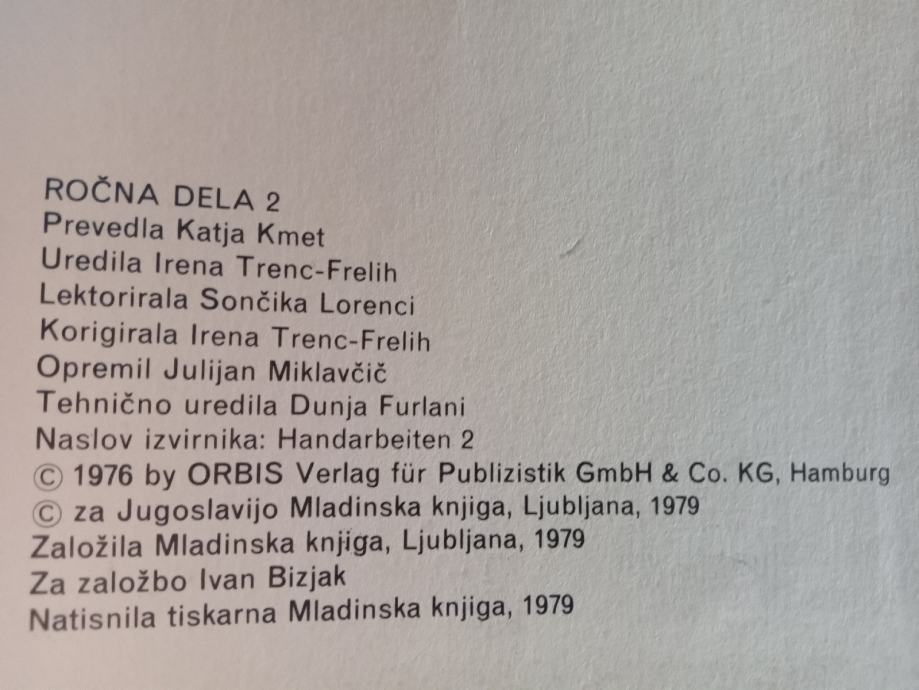 ROČNA DELA 2
Prevedla Katja Kmet
Uredila Irena Trenc-Frelih
Lektorirala Sončika Lorenci
Korigirala Irena Trenc-Frelih
Opremil Julijan Miklavčič
Tehnično uredila Dunja Furlani
Naslov izvirnika: Handarbeiten 2
© 1976 by ORBIS Verlag für Publizistik GmbH & Co. KG, Hamburg
© za Jugoslavijo Mladinska knjiga, Ljubljana, 1979
Založila Mladinska knjiga, Ljubljana, 1979
Za založbo Ivan Bizjak
Natisnila tiskarna Mladinska knjiga, 1979